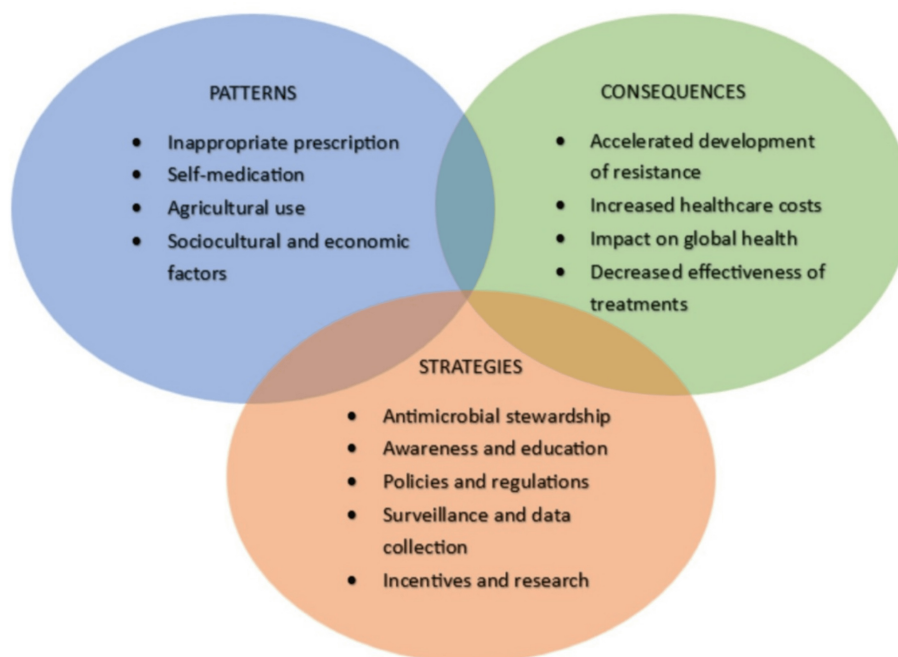 PATTERNS
• Inappropriate prescription
• Self-medication
• Agricultural use
• Sociocultural and economic
factors
CONSEQUENCES
• Accelerated development
of resistance
• Increased healthcare costs
• Impact on global health
• Decreased effectiveness of
treatments
STRATEGIES
• Antimicrobial stewardship
• Awareness and education
• Policies and regulations
• Surveillance and data
collection
• Incentives and research